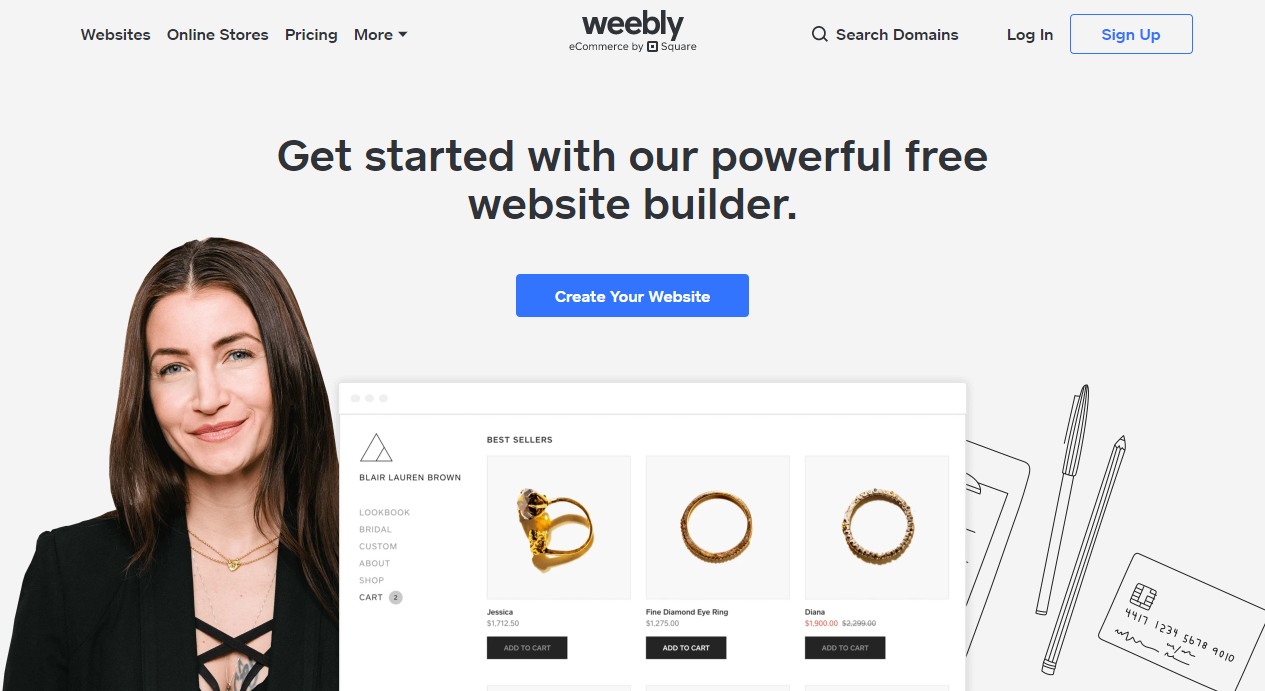 Websites Online Stores Pricing More
weebly
eCommerce by Square
Search Domains
Log In
Sign Up
Get started with our powerful free
website builder.
Create Your Website
BLAIR LAUREN BROWN
LOOKBOOK
BRIDAL
CUSTOM
ABOUT
SHOP
CART 2
BEST SELLERS
Jessica
$1,712.50
ADD TO CART
Fine Diamond Eye Ring
$1,275.00
ADD TO CART
Diana
$1,900.00 $2,299.00
ADD TO CART
4417 1234 5678 9010